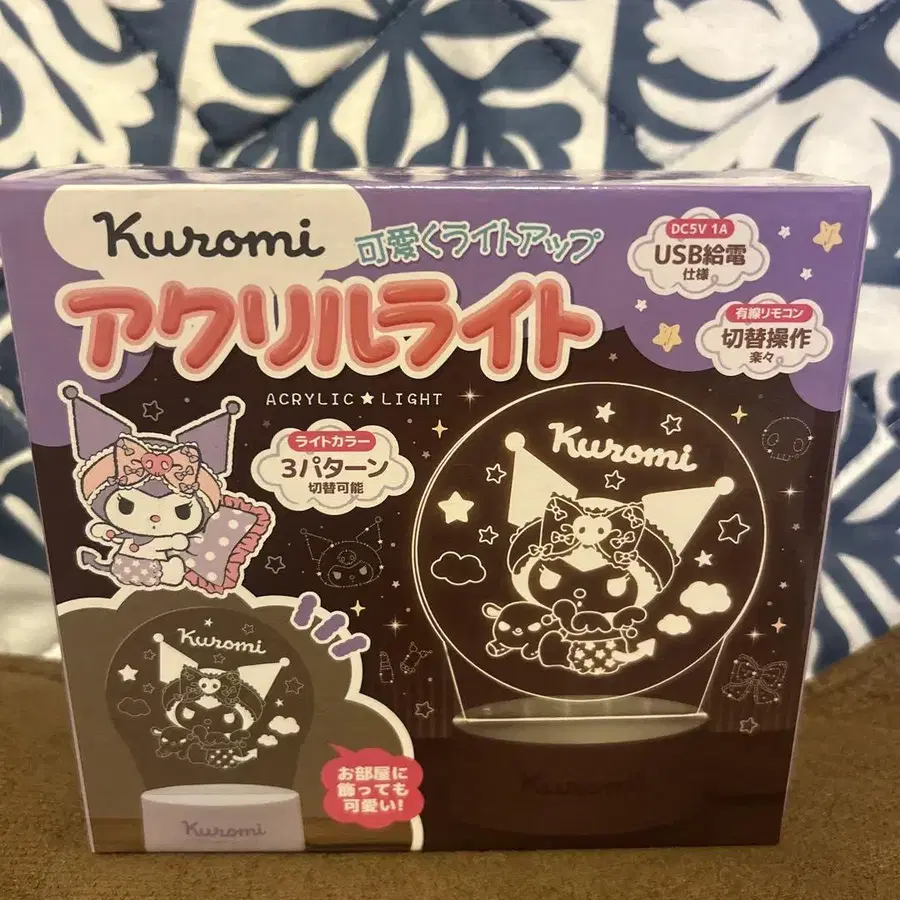 Kuromi
可愛くライトアップ
アクリルライト
ACRYLIC★LIGHT
DC5V 1A
USB給電
仕様
有線リモコン
切替操作
楽々
ライトカラー
3パターン
切替可能
Kuromi
Kuromi
Kuromi
Kuromi
お部屋に
飾っても
可愛い!